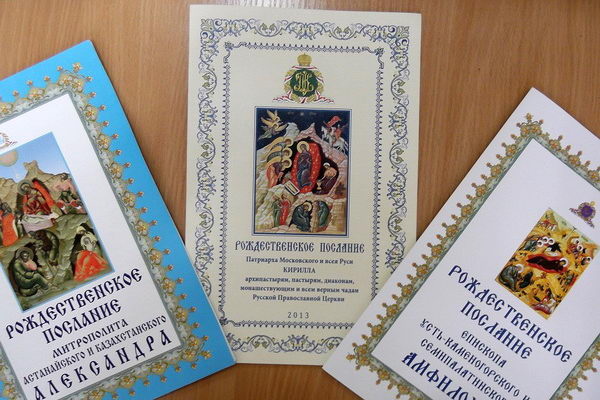 РОЖДЕСТВЕНСКОЕ
ПОСЛАНИЕ
МИТРОПОЛИТА
АСТАНАЙСКОГО И КАЗАХСТАНСКОГО
АЛЕКСАНДРА
РОЖДЕСТВЕНСКОЕ ПОСЛАНИЕ
Патриарха Московского и всея Руси
КИРИЛЛА
архипастырям, пастырям, диаконам,
монашествующим и всем верным чадам
Русской Православной Церкви
2013
РОЖДЕСТВЕНСКОЕ
ПОСЛАНИЕ
ЕПИСКОПА
УСТЬ-КАМЕНОГОРСКОГО И
СЕМИПАЛАТИНСКОГО